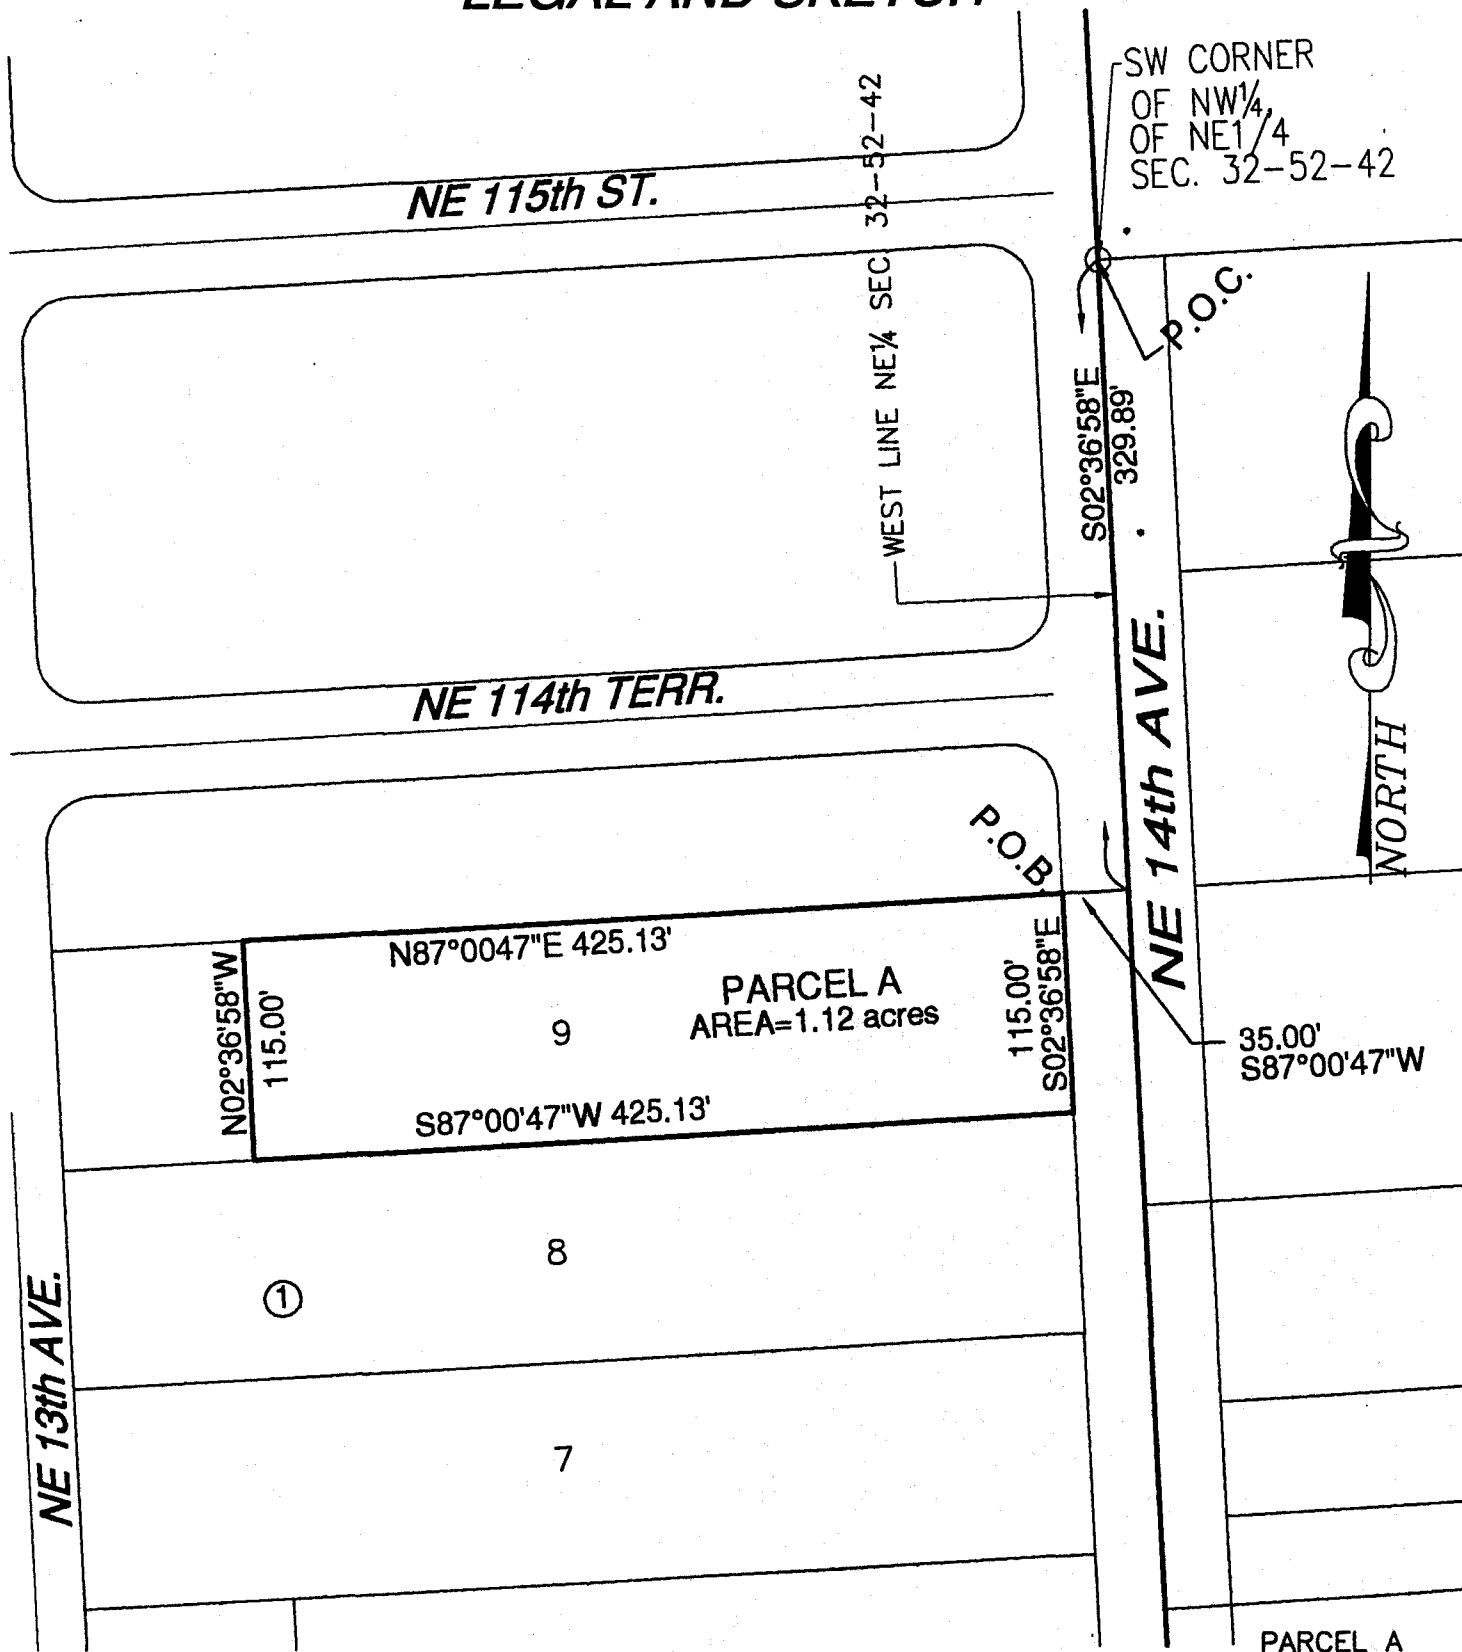 LEGAL AND SKETCH
SW CORNER
OF NW¼,
OF NE1/4
SEC. 32-52-42
NE 115th ST.
WEST LINE NE¼ SEC 32-52-42
P.O.C.
S02°36'58"E
329.89'
NE 114th TERR.
NE 14th AVE.
NORTH
P.O.B.
N87°0047"E 425.13'
N02°36'58"W
115.00'
PARCEL A
AREA=1.12 acres
9
115.00'
S02°36'58"E
35.00'
S87°00'47"W
S87°00'47"W 425.13'
8
1
NE 13th AVE.
7
PARCEL A